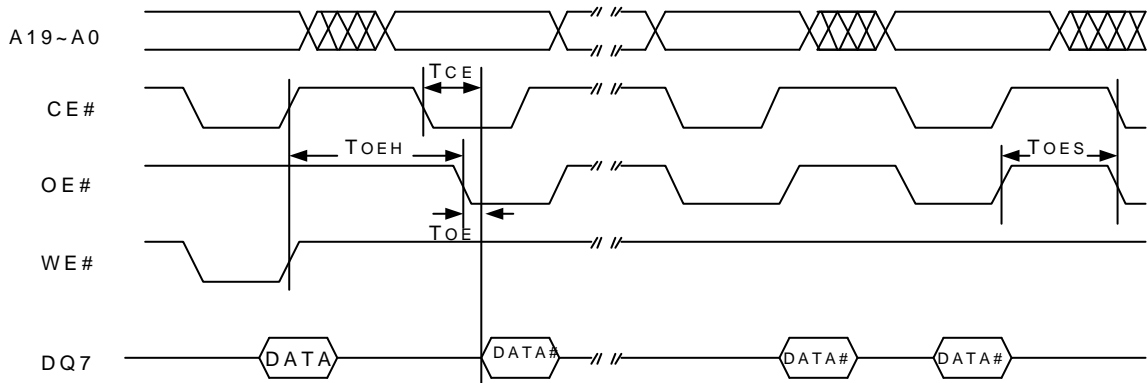 A19~A0
TCE
CE#
TOEH
TOES
OE#
TOE
WE#
DQ7
DATA
DATA#
DATA#
DATA#